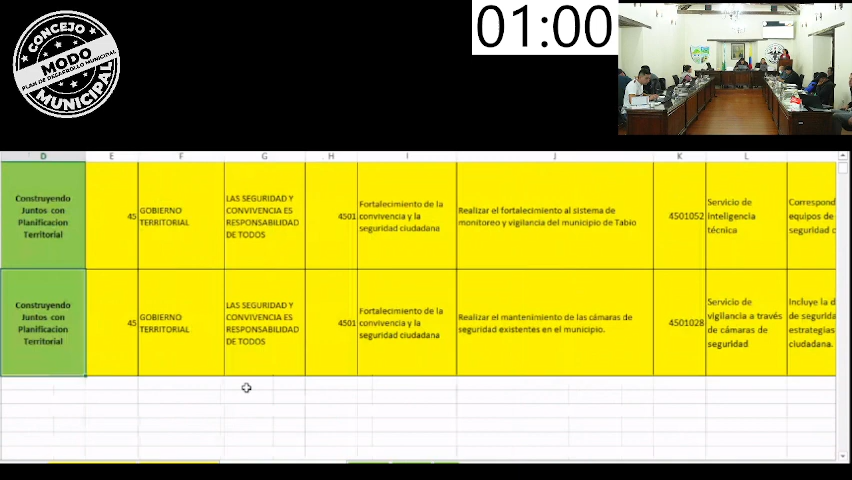 CONCEJO
MODO
PLAN DE DESARROLLO MUNICIPAL
MUNICIPAL
01:00
D E F G H I J K L
Construyendo
Juntos con
Planificacion
Territorial
45
GOBIERNO
TERRITORIAL
LAS SEGURIDAD Y
CONVIVENCIA ES
RESPONSABILIDAD
DE TODOS
4501
Fortalecimiento de la
convivencia y la
seguridad ciudadana
Realizar el fortalecimiento al sistema de
monitoreo y vigilancia del municipio de Tabio
4501052
Servicio de
inteligencia
técnica
Correspond
equipos de
seguridad c
Construyendo
Juntos con
Planificacion
Territorial
45
GOBIERNO
TERRITORIAL
LAS SEGURIDAD Y
CONVIVENCIA ES
RESPONSABILIDAD
DE TODOS
4501
Fortalecimiento de la
convivencia y la
seguridad ciudadana
Realizar el mantenimiento de las cámaras de
seguridad existentes en el municipio.
4501028
Servicio de
vigilancia a través
de cámaras de
seguridad
Incluye la d
de segurida
estrategias
ciudadana.